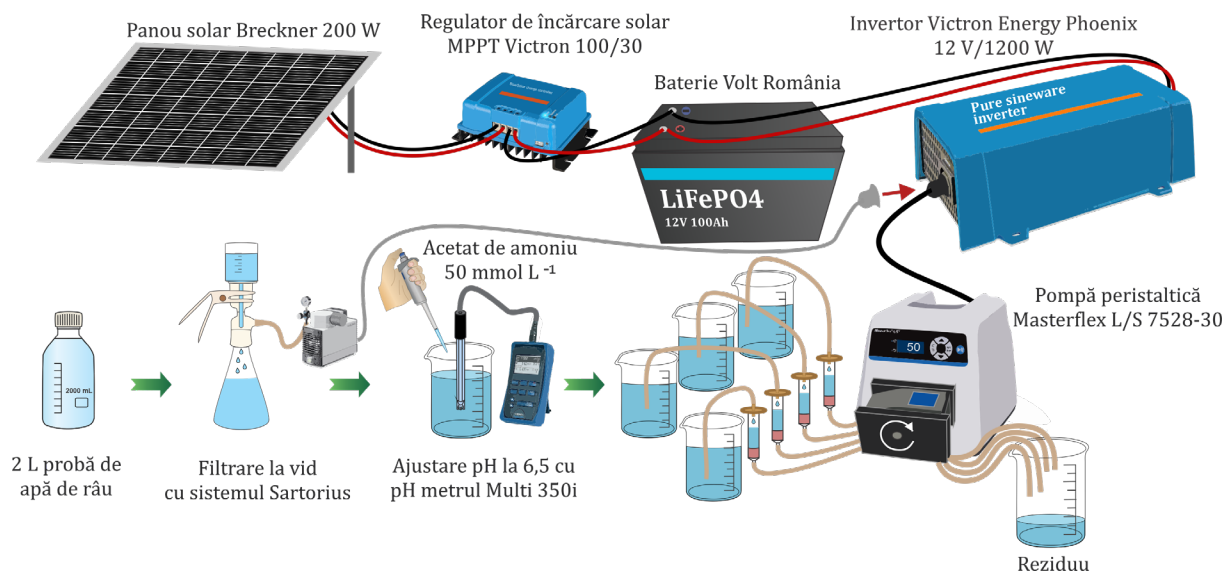 Panou solar Breckner 200 W
Regulator de încărcare solar
MPPT Victron 100/30
Baterie Volt România
Invertor Victron Energy Phoenix
12 V/1200 W
Pure sineware
inverter
LiFePO4
12V 100Ah
Acetat de amoniu
50 mmol L ⁻¹
Pompă peristaltică
Masterflex L/S 7528-30
50
2000 mL
2 L probă de
apă de râu
Filtrare la vid
cu sistemul Sartorius
Ajustare pH la 6,5 cu
pH metrul Multi 350i
Reziduu